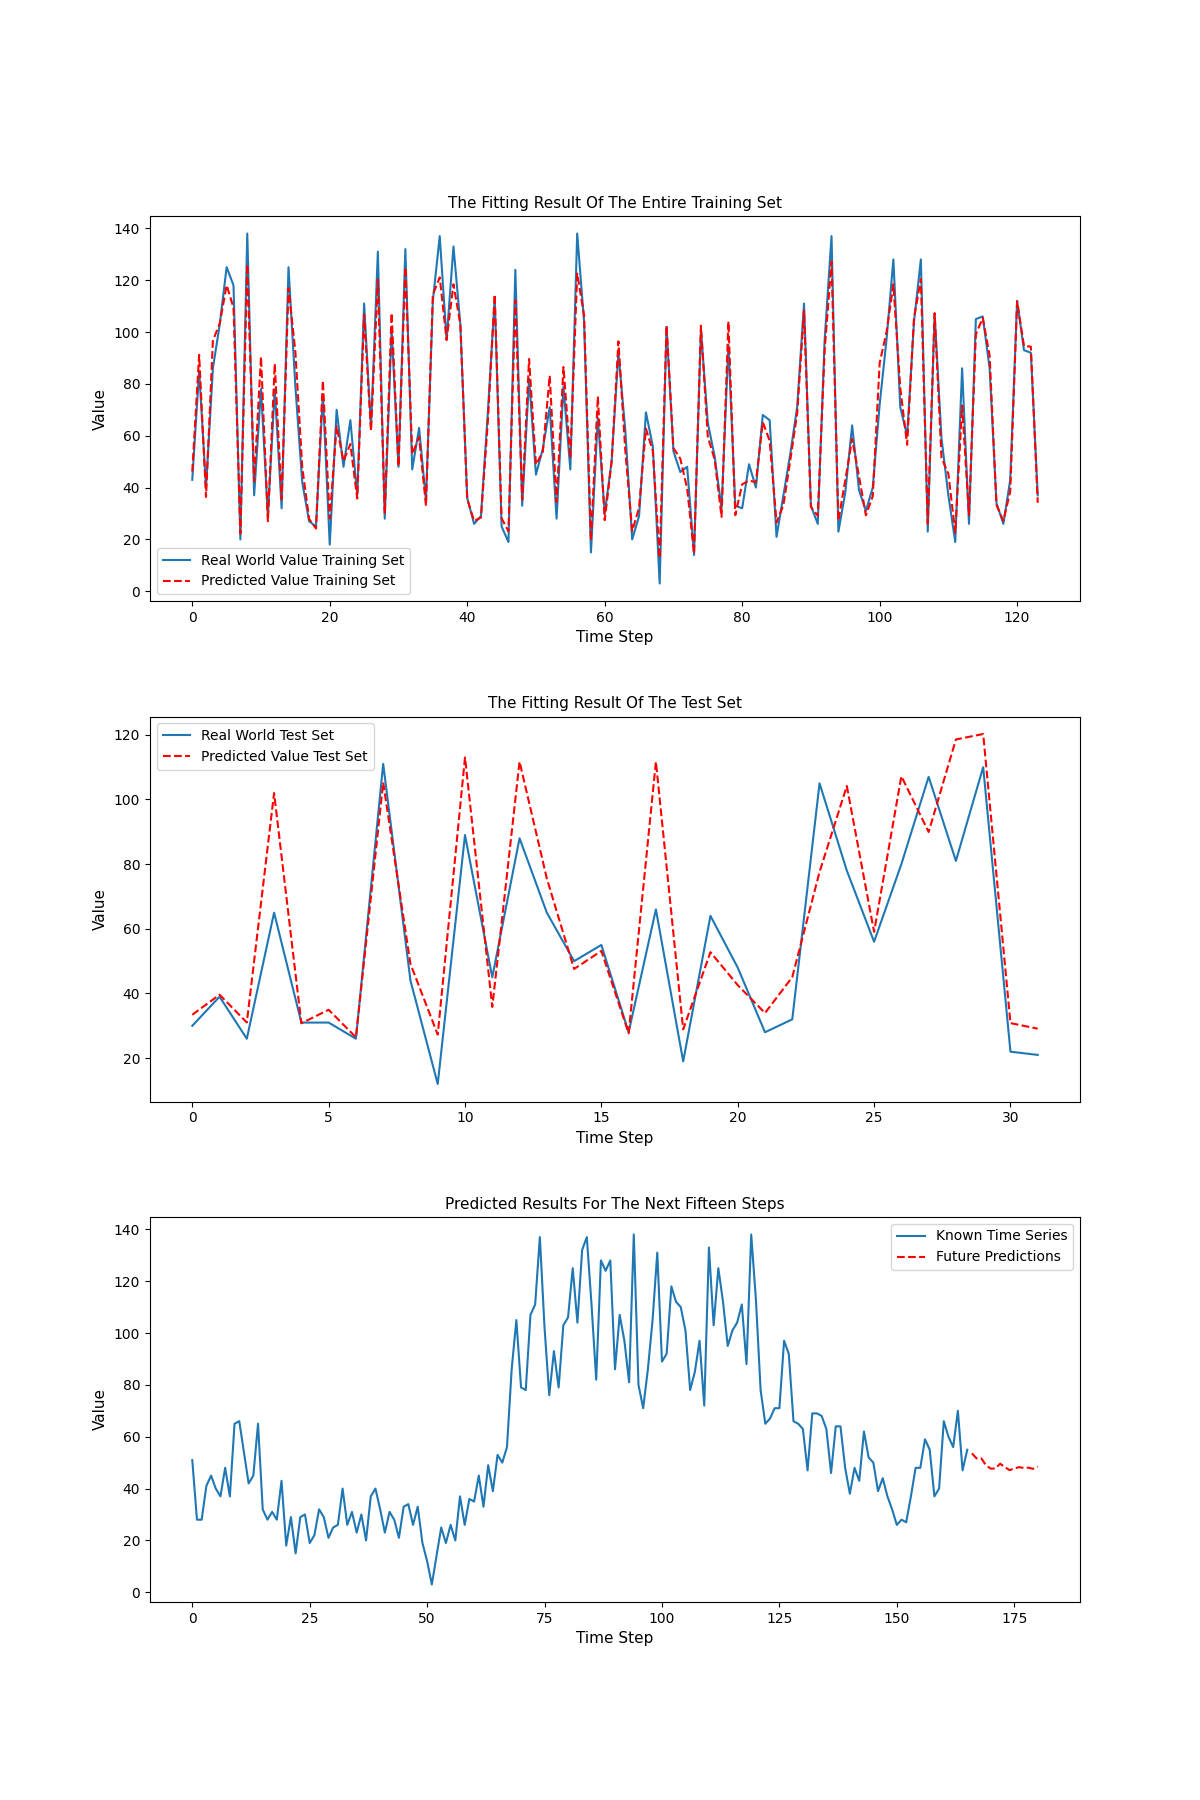 The Fitting Result Of The Entire Training Set
140
120
100
80
60
40
20
0
Value
Real World Value Training Set
Predicted Value Training Set
0 20 40 60 80 100 120
Time Step
The Fitting Result Of The Test Set
Real World Test Set
Predicted Value Test Set
120
100
80
60
40
20
Value
0 5 10 15 20 25 30
Time Step
Predicted Results For The Next Fifteen Steps
Known Time Series
Future Predictions
140
120
100
80
60
40
20
0
Value
0 25 50 75 100 125 150 175
Time Step